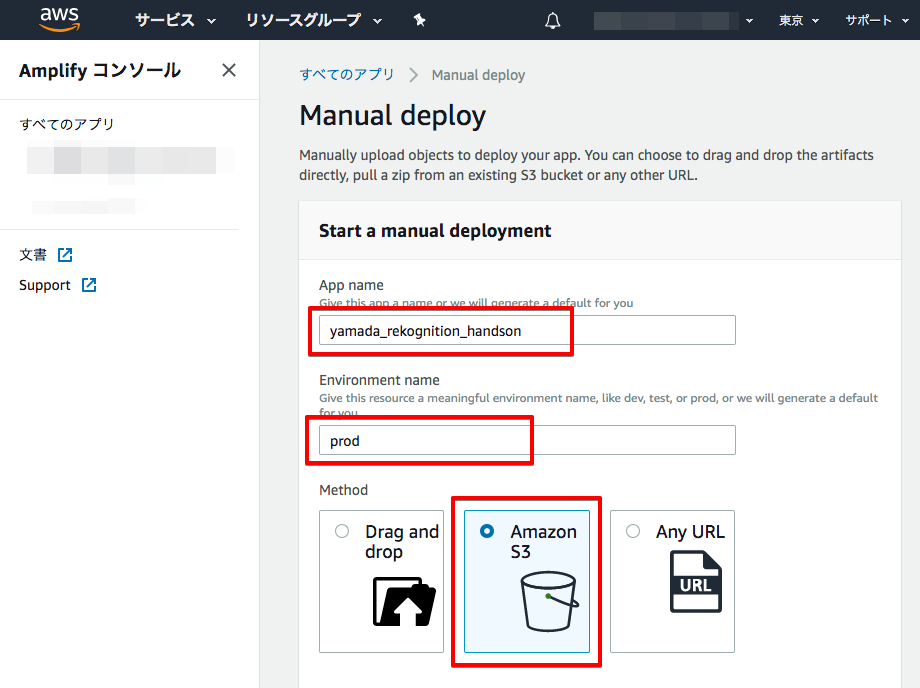 aws
サービス
リソースグループ
東京
サポート
Amplify コンソール
すべてのアプリ
文書
Support
すべてのアプリ
Manual deploy
Manual deploy
Manually upload objects to deploy your app. You can choose to drag and drop the artifacts
directly, pull a zip from an existing S3 bucket or any other URL.
Start a manual deployment
App name
Give this app a name or we will generate a default for you
yamada_rekognition_handson
Environment name
Give this resource a meaningful environment name, like dev, test, or prod, or we will generate a default
for you
prod
Method
Drag and
drop
Amazon
S3
Any URL
URL